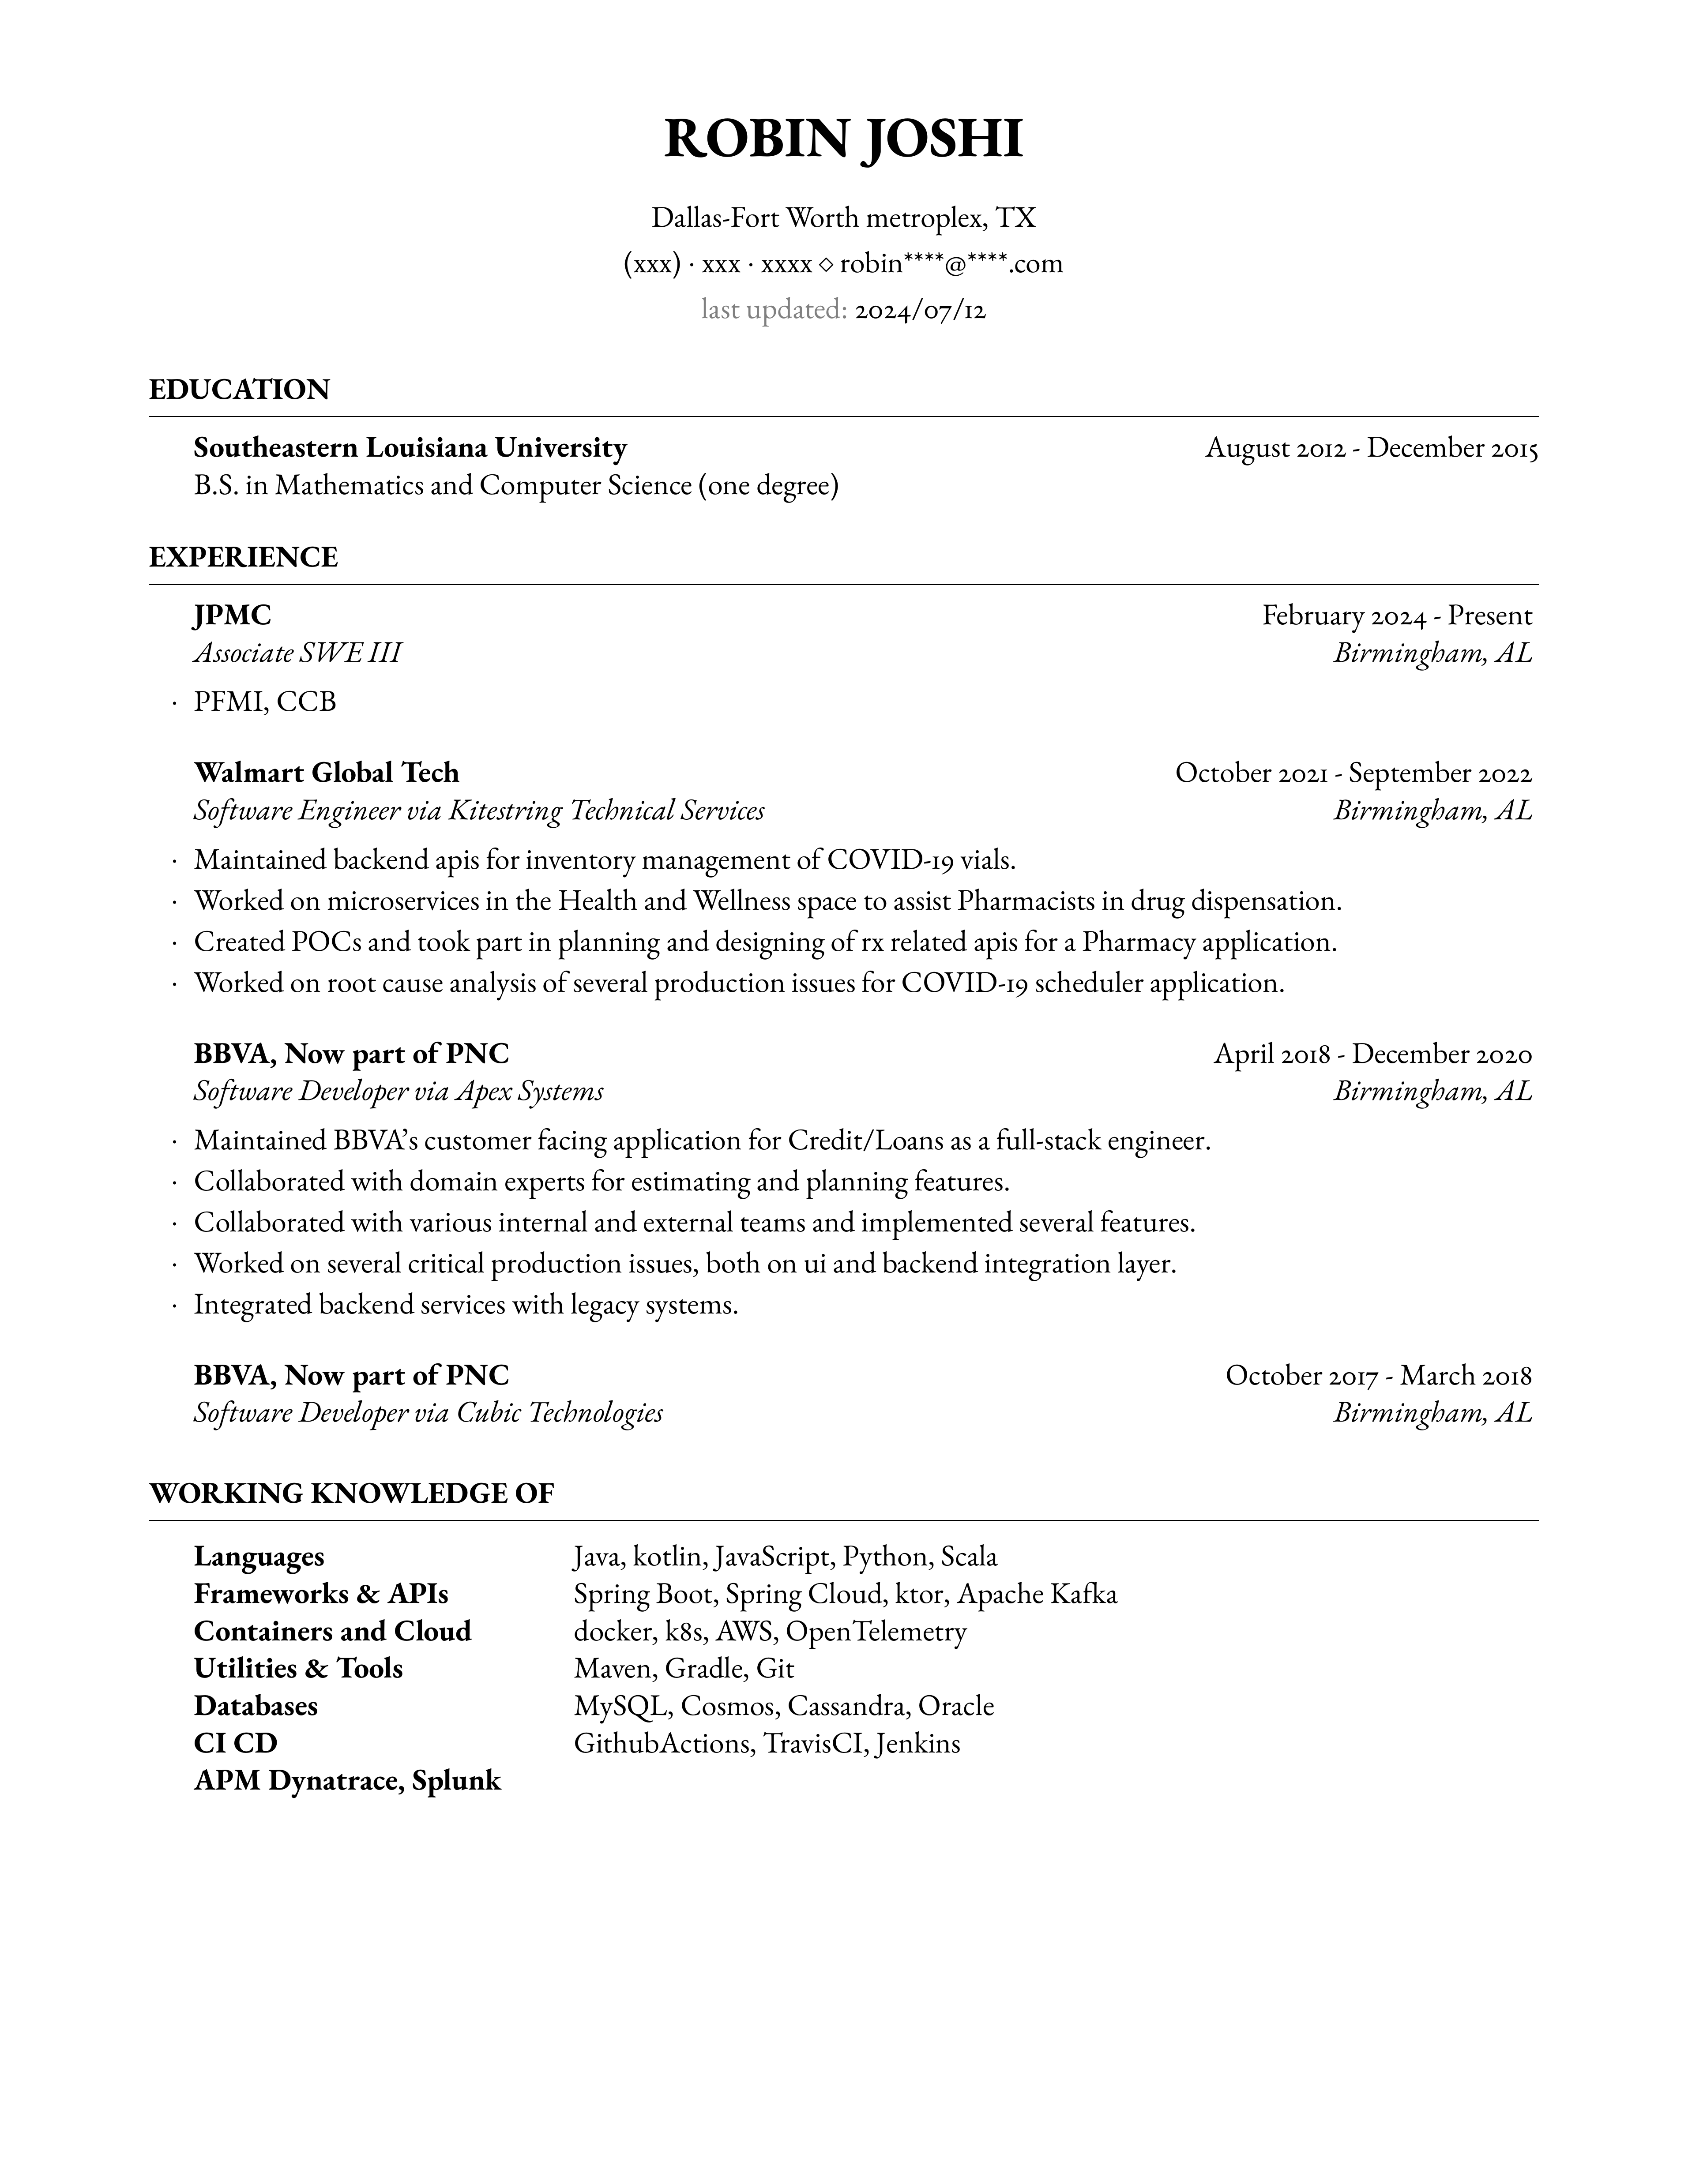 ROBIN JOSHI
Dallas-Fort Worth metroplex, TX
(xxx) · xxx · xxxx ⋄ robin****@****.com
last updated: 2024/07/12
EDUCATION
Southeastern Louisiana University August 2012 - December 2015
B.S. in Mathematics and Computer Science (one degree)
EXPERIENCE
JPMC February 2024 - Present
Associate SWE III Birmingham, AL
· PFMI, CCB
Walmart Global Tech October 2021 - September 2022
Software Engineer via Kitestring Technical Services Birmingham, AL
· Maintained backend apis for inventory management of COVID-19 vials.
· Worked on microservices in the Health and Wellness space to assist Pharmacists in drug dispensation.
· Created POCs and took part in planning and designing of rx related apis for a Pharmacy application.
· Worked on root cause analysis of several production issues for COVID-19 scheduler application.
BBVA, Now part of PNC April 2018 - December 2020
Software Developer via Apex Systems Birmingham, AL
· Maintained BBVA’s customer facing application for Credit/Loans as a full-stack engineer.
· Collaborated with domain experts for estimating and planning features.
· Collaborated with various internal and external teams and implemented several features.
· Worked on several critical production issues, both on ui and backend integration layer.
· Integrated backend services with legacy systems.
BBVA, Now part of PNC October 2017 - March 2018
Software Developer via Cubic Technologies Birmingham, AL
WORKING KNOWLEDGE OF
Languages Java, kotlin, JavaScript, Python, Scala
Frameworks & APIs Spring Boot, Spring Cloud, ktor, Apache Kafka
Containers and Cloud docker, k8s, AWS, OpenTelemetry
Utilities & Tools Maven, Gradle, Git
Databases MySQL, Cosmos, Cassandra, Oracle
CI CD GithubActions, TravisCI, Jenkins
APM Dynatrace, Splunk